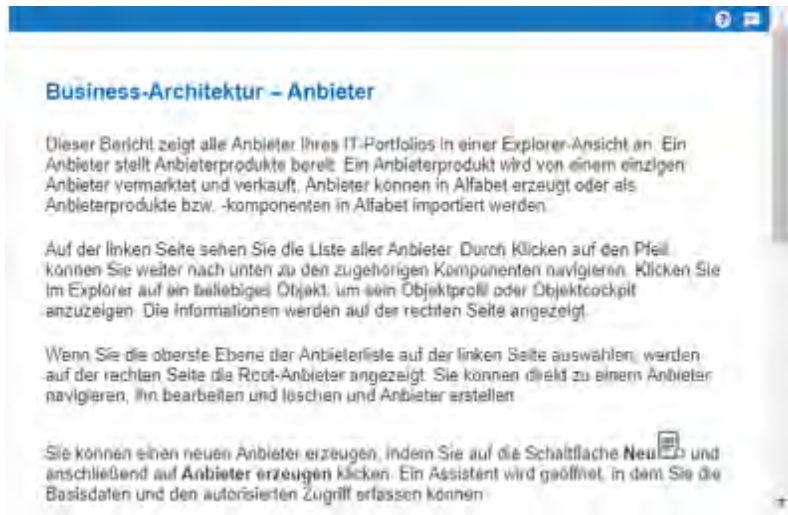 Business-Architektur – Anbieter
Dieser Bericht zeigt alle Anbieter Ihres IT-Portfolios in einer Explorer-Ansicht an. Ein
Anbieter stellt Anbieterprodukte bereit. Ein Anbieterprodukt wird von einem einzigen
Anbieter vermarktet und verkauft. Anbieter können in Alfabet erzeugt oder als
Anbieterprodukte bzw. -komponenten in Alfabet importiert werden.
Auf der linken Seite sehen Sie die Liste aller Anbieter. Durch Klicken auf den Pfeil
können Sie weiter nach unten zu den zugehörigen Komponenten navigieren. Klicken Sie
im Explorer auf ein beliebiges Objekt, um sein Objektprofil oder Objektcockpit
anzuzeigen. Die Informationen werden auf der rechten Seite angezeigt.
Wenn Sie die oberste Ebene der Anbieterliste auf der linken Seite auswählen, werden
auf der rechten Seite die Root-Anbieter angezeigt. Sie können direkt zu einem Anbieter
navigieren, ihn bearbeiten und löschen und Anbieter erstellen.
Sie können einen neuen Anbieter erzeugen, indem Sie auf die Schaltfläche Neu und
anschließend auf Anbieter erzeugen klicken. Ein Assistent wird geöffnet, in dem Sie die
Basisdaten und den autorisierten Zugriff erfassen können.